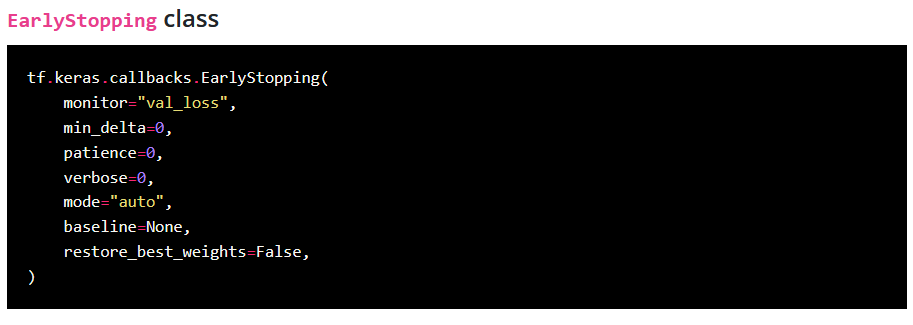 EarlyStopping class
tf.keras.callbacks.EarlyStopping(
    monitor="val_loss",
    min_delta=0,
    patience=0,
    verbose=0,
    mode="auto",
    baseline=None,
    restore_best_weights=False,
)